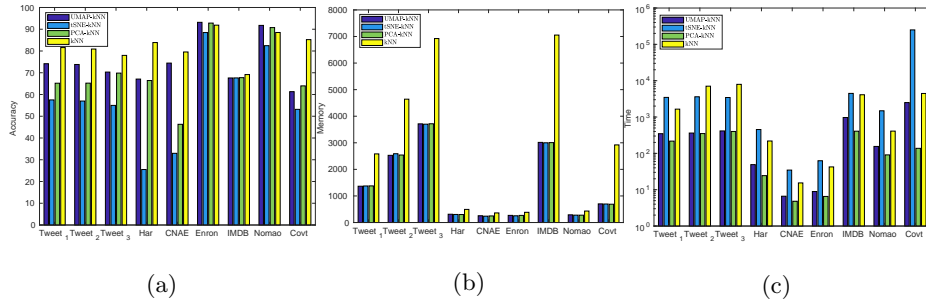 100
90
80
70
60
50
40
30
20
10
0
Accuracy
UMAP-kNN
tSNE-kNN
PCA-kNN
kNN
Tweet 1 Tweet 2 Tweet 3 Har CNAE Enron IMDB Nomao Covt
(a)
8000
7000
6000
5000
4000
3000
2000
1000
0
Memory
UMAP-kNN
tSNE-kNN
PCA-kNN
kNN
Tweet 1 Tweet 2 Tweet 3 Har CNAE Enron IMDB Nomao Covt
(b)
10^6
10^5
10^4
10^3
10^2
10^1
10^0
Time
UMAP-kNN
tSNE-kNN
PCA-kNN
kNN
Tweet 1 Tweet 2 Tweet 3 Har CNAE Enron IMDB Nomao Covt
(c)